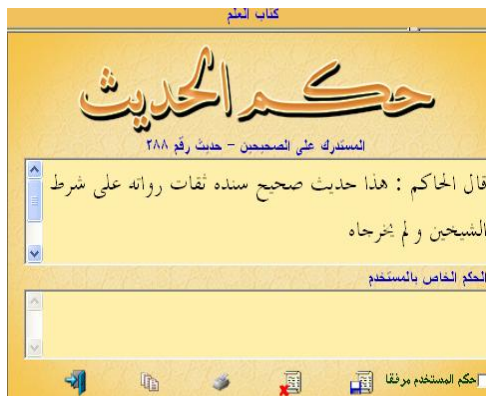 كتاب العلم
حكم الحديث
المستدرك على الصحيحين - حديث رقم ٢٨٨
قال الحاكم : هذا حديث صحيح سنده ثقات رواته على شرط
الشيخين و لم يخرجاه
الحكم الخاص بالمستخدم
حكم المستخدم مرفقا